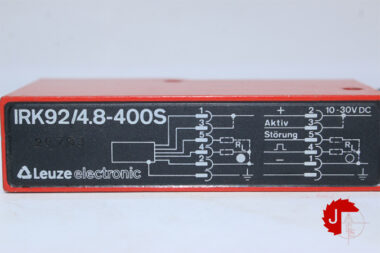 IRK92/4.8-400S
Leuze electronic
1 + 2 10-30V DC
3 Aktiv 3
5 Störung 5
4 4
2 - 1
R
R
J